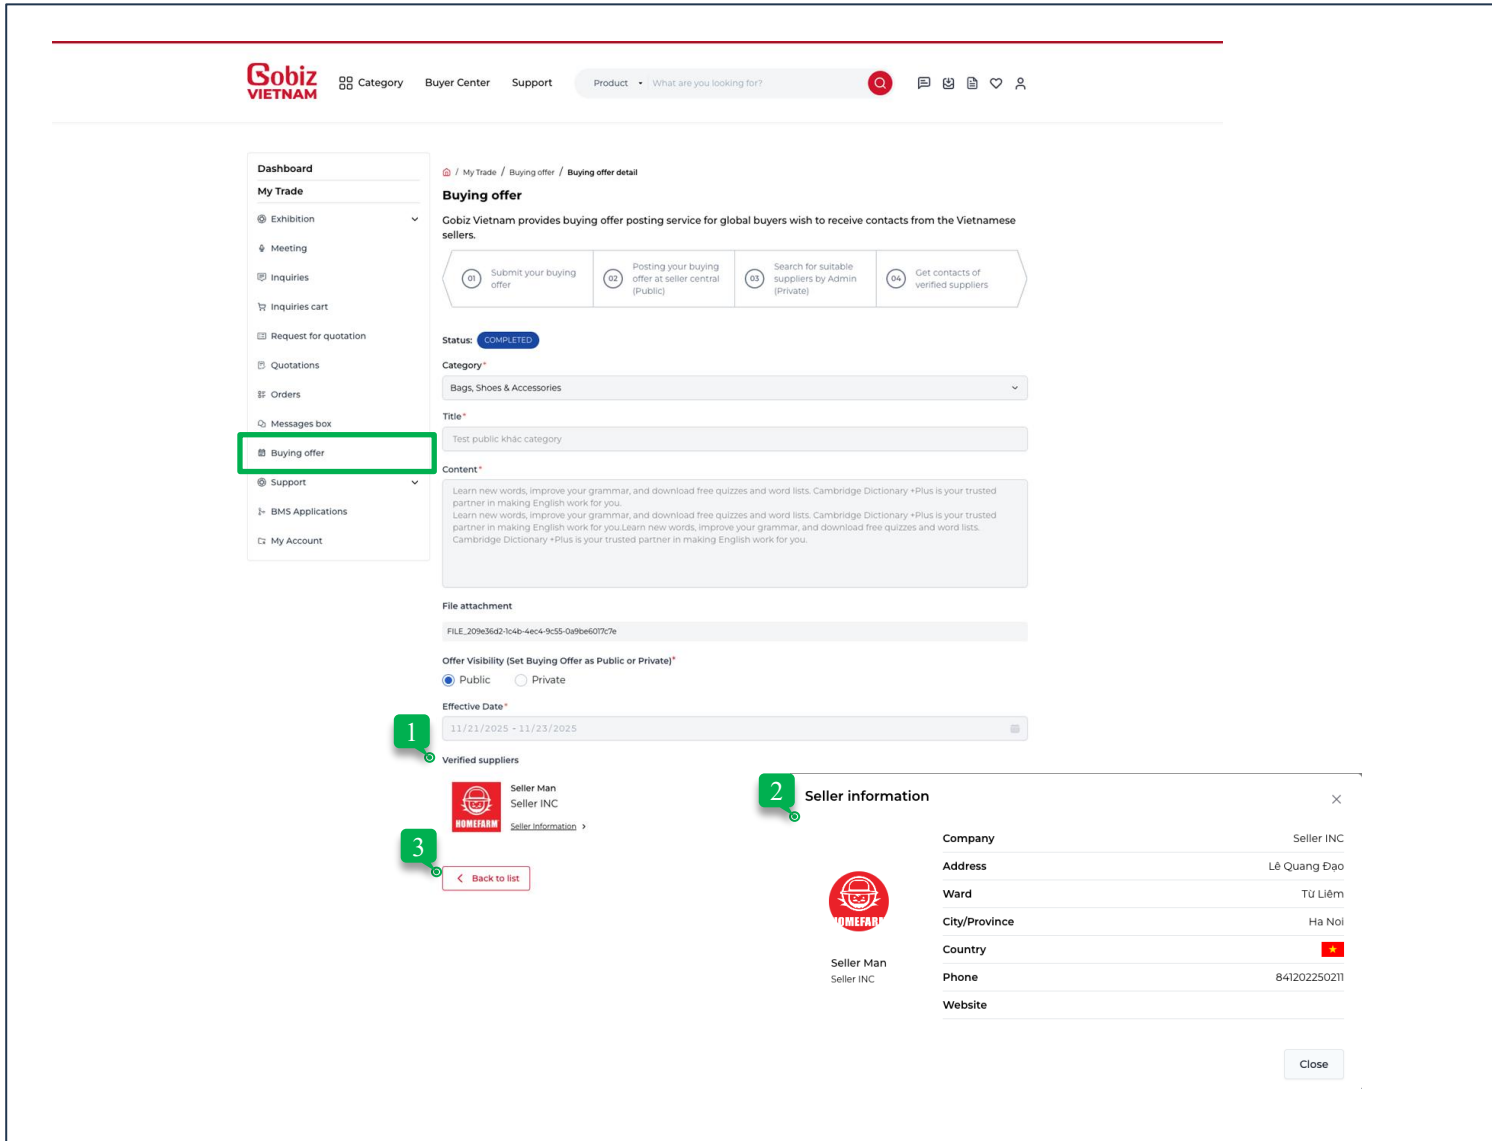 Gobiz
VIETNAM
Category
Buyer Center
Support
Product
What are you looking for?
Dashboard
My Trade
Exhibition
Meeting
Inquiries
Inquiries cart
Request for quotation
Quotations
Orders
Messages box
Buying offer
Support
BMS Applications
My Account
/ My Trade / Buying offer / Buying offer detail
Buying offer
Gobiz Vietnam provides buying offer posting service for global buyers wish to receive contacts from the Vietnamese
sellers.
01
Submit your buying
offer
02
Posting your buying
offer at seller central
(Public)
03
Search for suitable
suppliers by Admin
(Private)
04
Get contacts of
verified suppliers
Status: COMPLETED
Category*
Bags, Shoes & Accessories
Title*
Test public khác category
Content*
Learn new words, improve your grammar, and download free quizzes and word lists. Cambridge Dictionary +Plus is your trusted
partner in making English work for you.
Learn new words, improve your grammar, and download free quizzes and word lists. Cambridge Dictionary +Plus is your trusted
partner in making English work for you.Learn new words, improve your grammar, and download free quizzes and word lists.
Cambridge Dictionary +Plus is your trusted partner in making English work for you.
File attachment
FILE_209e36d2-1c4b-4ec4-9c55-0a9be6017c7e
Offer Visibility (Set Buying Offer as Public or Private)*
Public
Private
Effective Date*
11/21/2025 - 11/23/2025
1
Verified suppliers
HOMEFARM
Seller Man
Seller INC
Seller Information >
3
Back to list
2
Seller information
HOMEFARM
Seller Man
Seller INC
Company Seller INC
Address Lê Quang Đạo
Ward Từ Liêm
City/Province Ha Noi
Country
Phone 841202250211
Website
Close